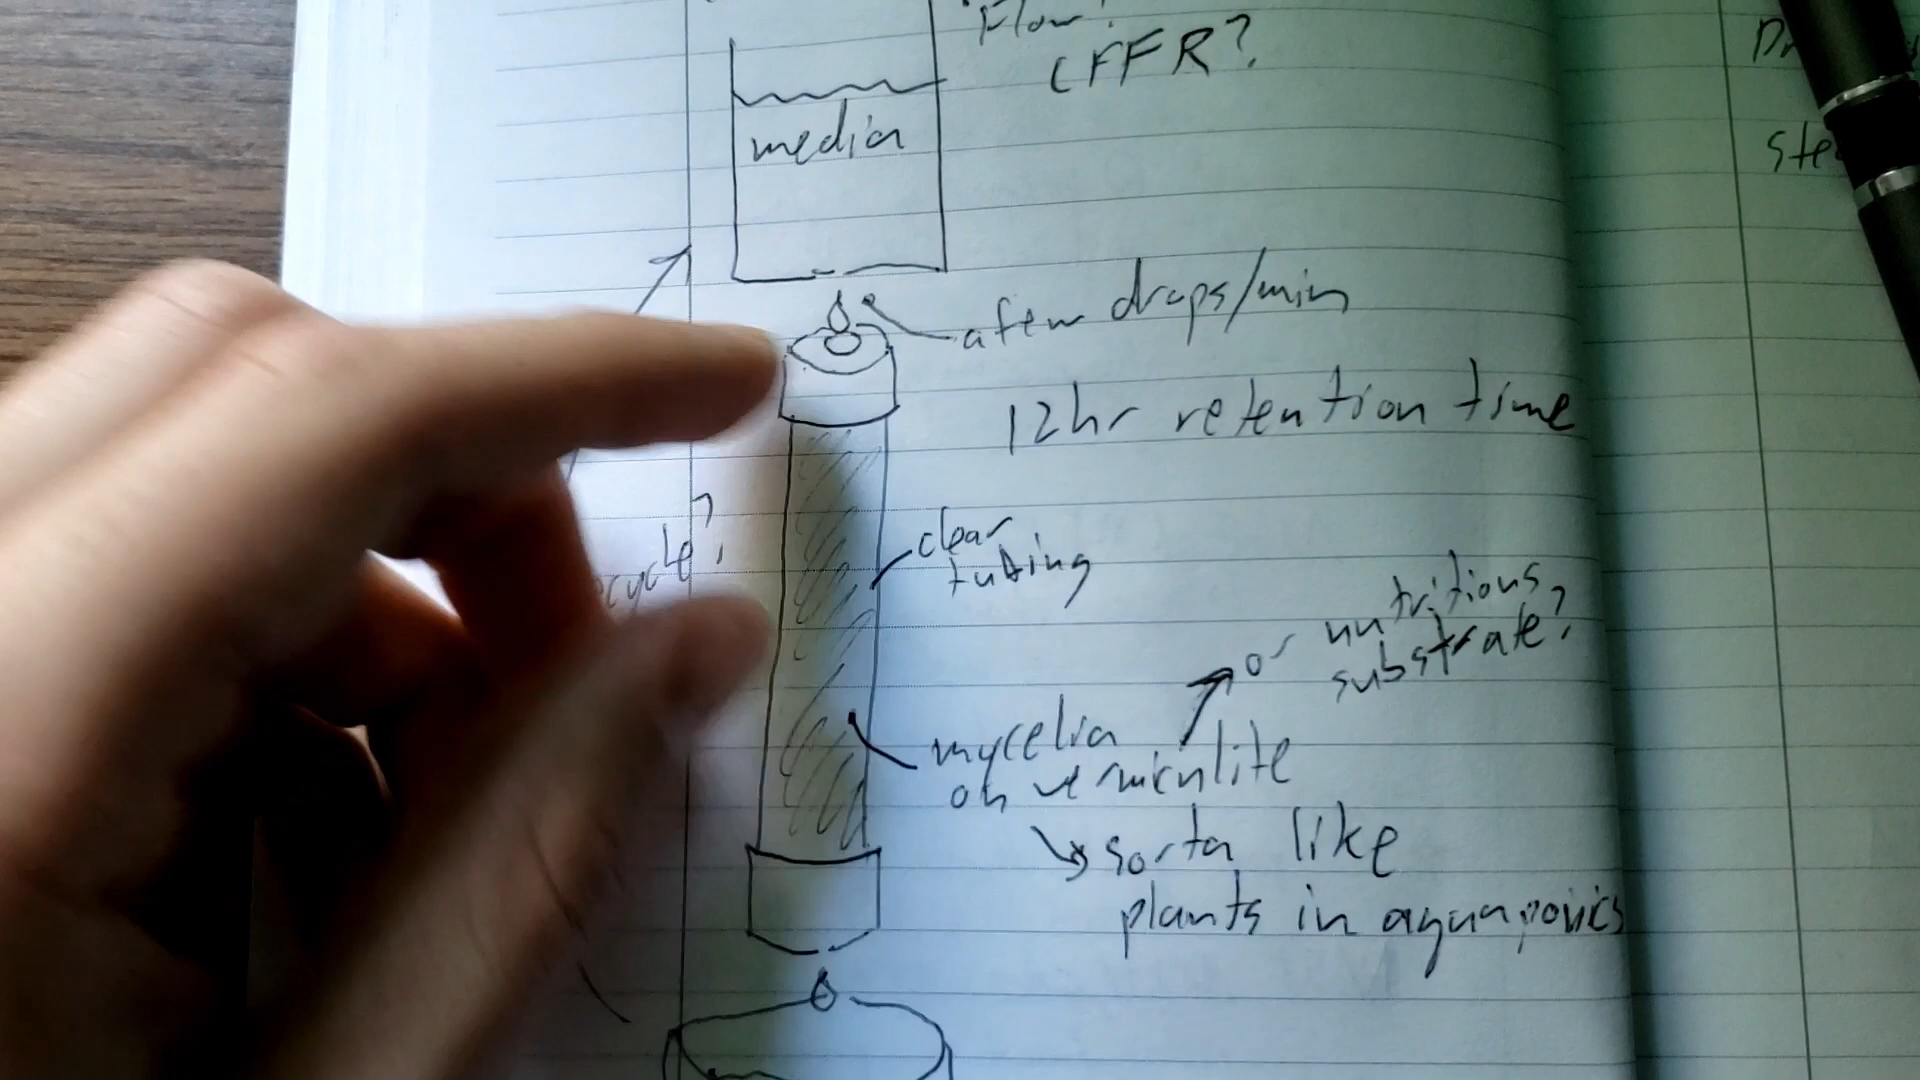 Flow?
CFFR?
media
a few drops/min
12hr retention time
clear
tubing
or nutritious
substrate?
mycelia
on vermiculite
sorta like
plants in aquaponics